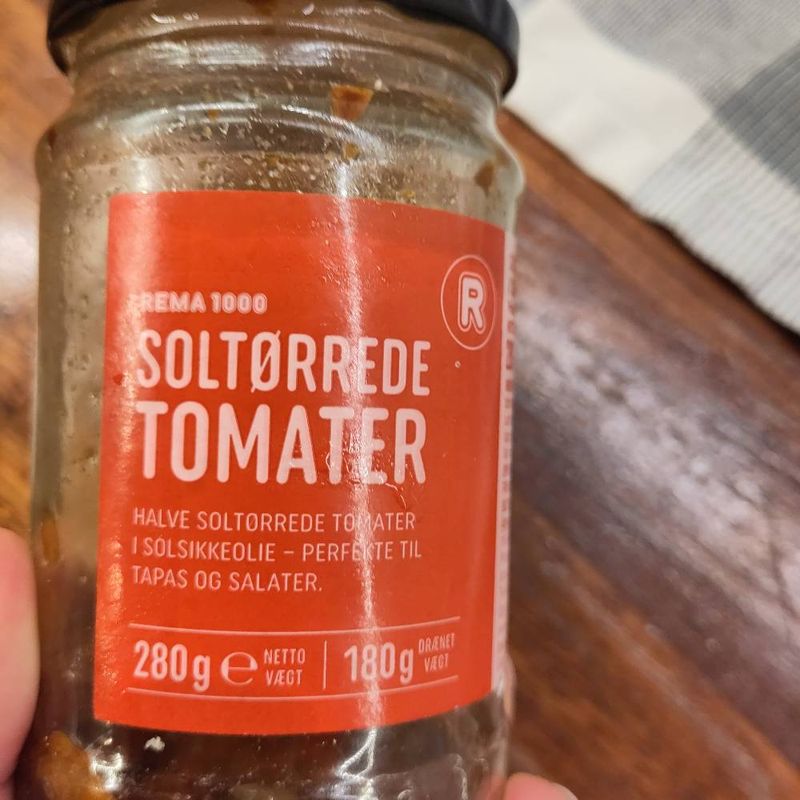 REMA 1000
R
SOLTØRREDE
TOMATER
HALVE SOLTØRREDE TOMATER
I SOLSIKKEOLIE – PERFEKTE TIL
TAPAS OG SALATER.
280g e NETTO VÆGT
180g DRÆNET VÆGT